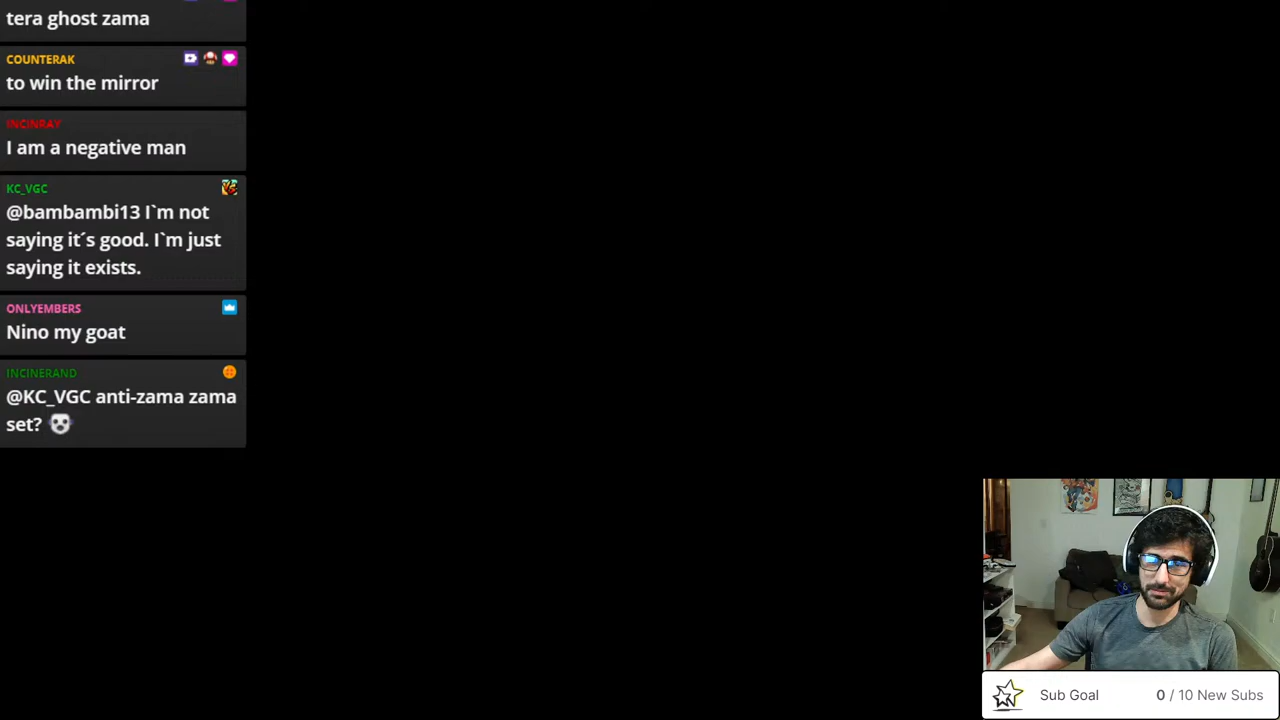 tera ghost zama
COUNTERAK
to win the mirror
INCINRAY
I am a negative man
KC_VGC
@bambambi13 I`m not
saying it´s good. I`m just
saying it exists.
ONLYEMBERS
Nino my goat
INCINERAND
@KC_VGC anti-zama zama
set?
Sub Goal 0 / 10 New Subs